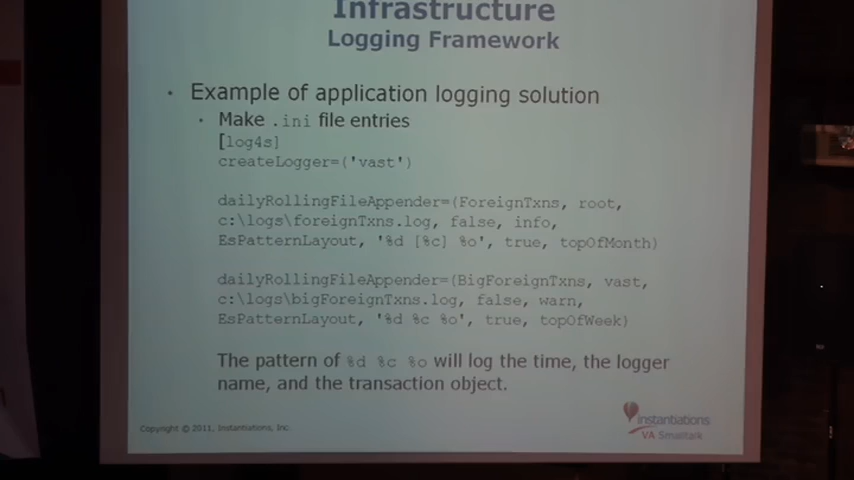 Infrastructure
Logging Framework
• Example of application logging solution
• Make .ini file entries
[log4s]
createLogger=('vast')
dailyRollingFileAppender=(ForeignTxns, root,
c:\logs\foreignTxns.log, false, info,
EsPatternLayout, '%d [%c] %o', true, topOfMonth)
dailyRollingFileAppender=(BigForeignTxns, vast,
c:\logs\bigForeignTxns.log, false, warn,
EsPatternLayout, '%d %c %o', true, topOfWeek)
The pattern of %d %c %o will log the time, the logger
name, and the transaction object.
Copyright © 2011, Instantiations, Inc
instantiations
VA Smalltalk